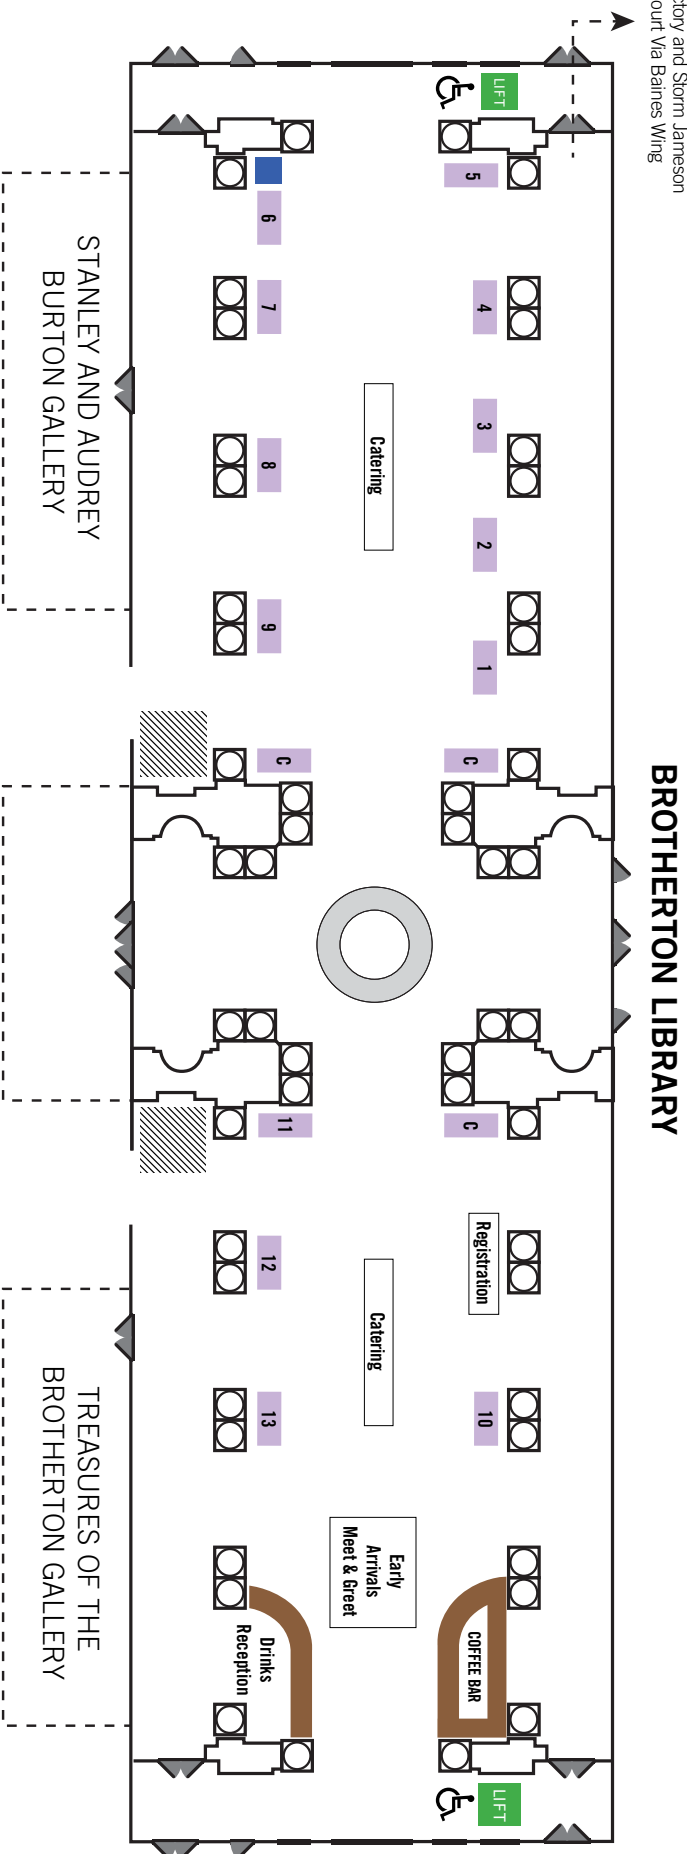 ctory and Storm Jameson
ourt Via Baines Wing
BROTHERTON LIBRARY
LIFT
5
4
3
2
1
C
C
Registration
10
COFFEE BAR
LIFT
Catering
Catering
Early
Arrivals
Meet & Greet
6
7
8
9
C
11
12
13
Drinks
Reception
STANLEY AND AUDREY
BURTON GALLERY
TREASURES OF THE
BROTHERTON GALLERY